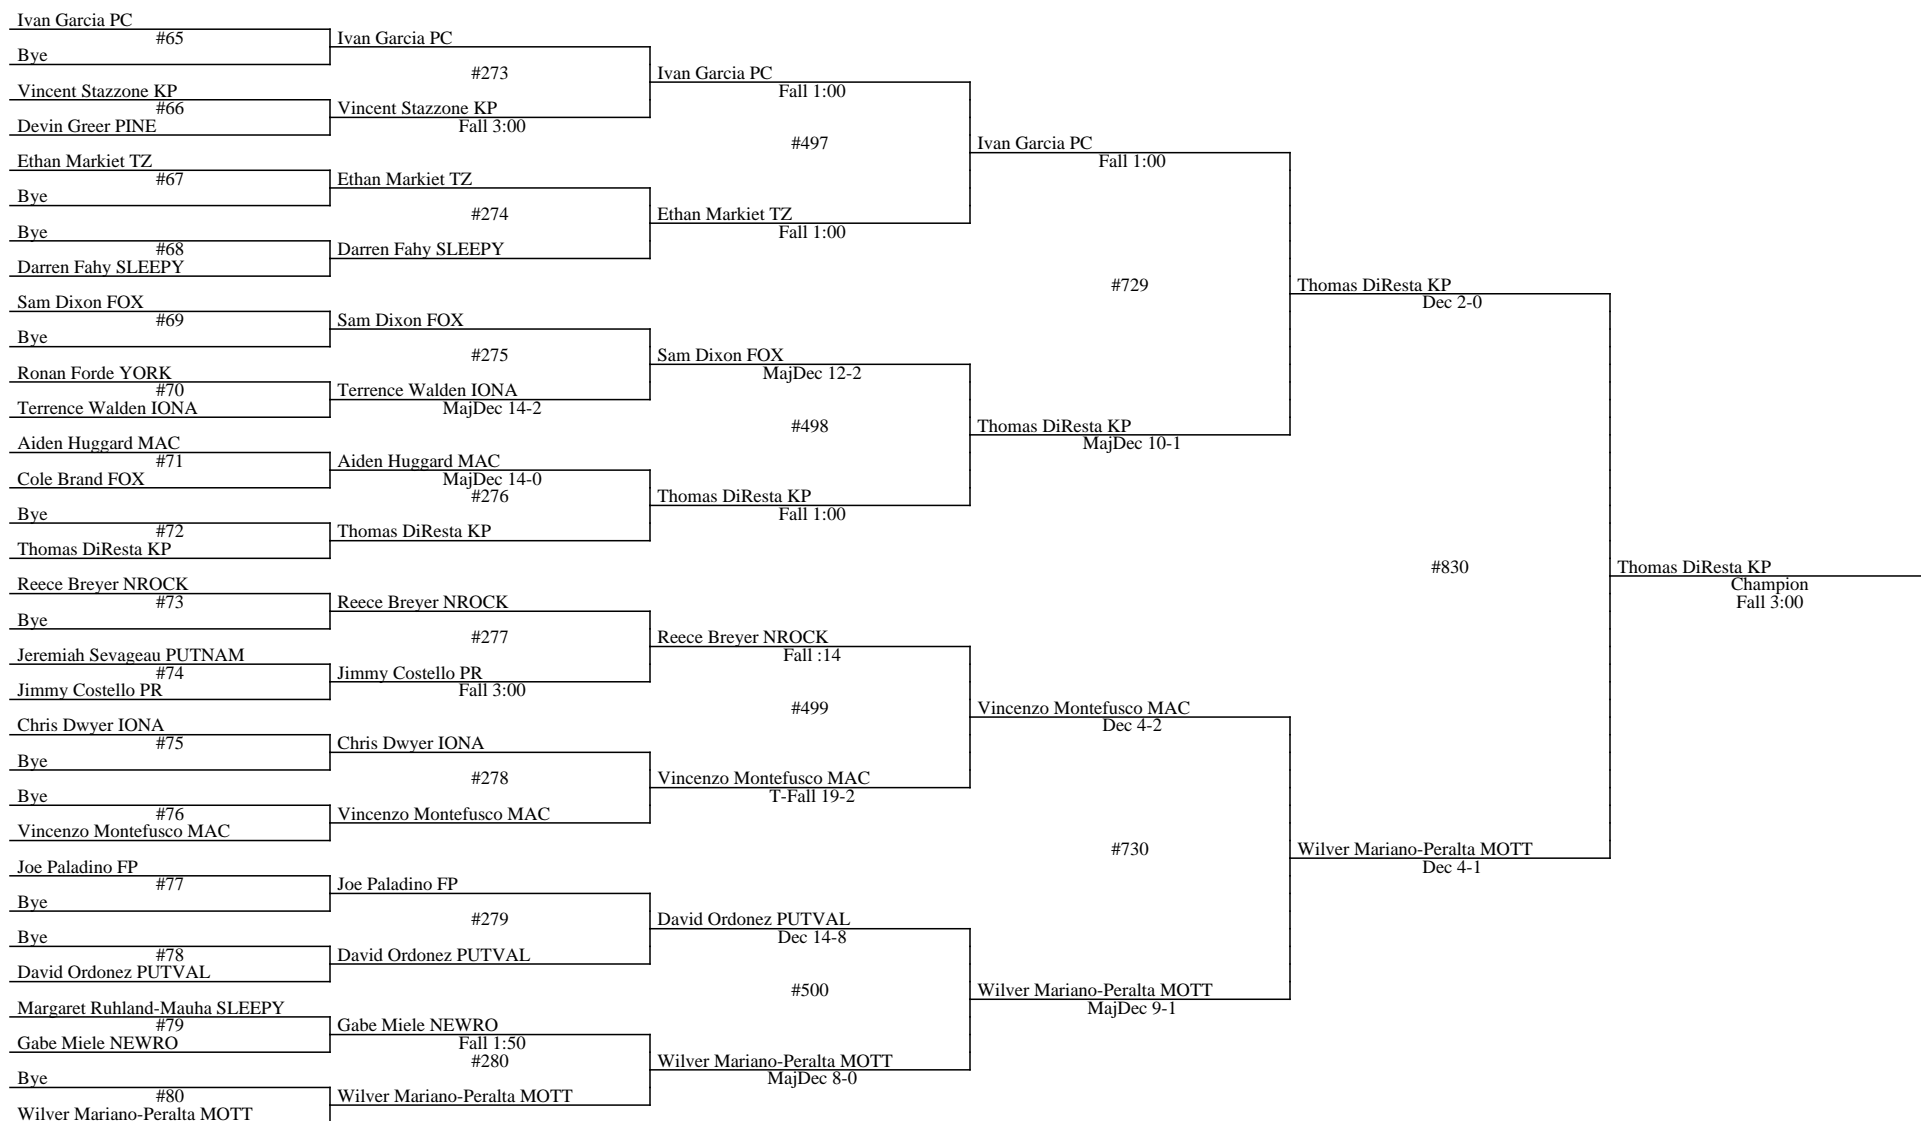 Ivan Garcia PC
#65
Bye
Vincent Stazzone KP
#66
Devin Greer PINE
Ethan Markiet TZ
#67
Bye
Bye
#68
Darren Fahy SLEEPY
Sam Dixon FOX
#69
Bye
Ronan Forde YORK
#70
Terrence Walden IONA
Aiden Huggard MAC
#71
Cole Brand FOX
Bye
#72
Thomas DiResta KP
Reece Breyer NROCK
#73
Bye
Jeremiah Sevageau PUTNAM
#74
Jimmy Costello PR
Chris Dwyer IONA
#75
Bye
Bye
#76
Vincenzo Montefusco MAC
Joe Paladino FP
#77
Bye
Bye
#78
David Ordonez PUTVAL
Margaret Ruhland-Mauha SLEEPY
#79
Gabe Miele NEWRO
Bye
#80
Wilver Mariano-Peralta MOTT
Ivan Garcia PC
#273
Vincent Stazzone KP
Fall 3:00
Ethan Markiet TZ
#274
Darren Fahy SLEEPY
Sam Dixon FOX
#275
Terrence Walden IONA
MajDec 14-2
Aiden Huggard MAC
MajDec 14-0
#276
Thomas DiResta KP
Reece Breyer NROCK
#277
Jimmy Costello PR
Fall 3:00
Chris Dwyer IONA
#278
Vincenzo Montefusco MAC
Joe Paladino FP
#279
David Ordonez PUTVAL
Gabe Miele NEWRO
Fall 1:50
#280
Wilver Mariano-Peralta MOTT
Ivan Garcia PC
Fall 1:00
#497
Ethan Markiet TZ
Fall 1:00
Sam Dixon FOX
MajDec 12-2
#498
Thomas DiResta KP
Fall 1:00
Reece Breyer NROCK
Fall :14
#499
Vincenzo Montefusco MAC
T-Fall 19-2
David Ordonez PUTVAL
Dec 14-8
#500
Wilver Mariano-Peralta MOTT
MajDec 8-0
Ivan Garcia PC
Fall 1:00
#729
Thomas DiResta KP
MajDec 10-1
Vincenzo Montefusco MAC
Dec 4-2
#730
Wilver Mariano-Peralta MOTT
MajDec 9-1
Thomas DiResta KP
Dec 2-0
#830
Wilver Mariano-Peralta MOTT
Dec 4-1
Thomas DiResta KP
Champion
Fall 3:00